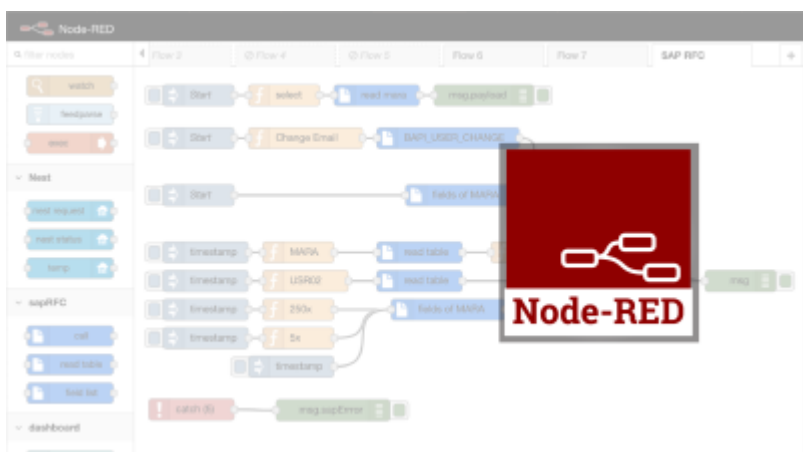 Node-RED
filter nodes
Flow 3
Flow 4
Flow 5
Flow 6
Flow 7
SAP RFC
+
watch
feedparse
Start
select
read mara
msg.payload
Start
Change Email
BAPI_USER_CHANGE
Nest
Start
fields of MARA
nest request
nest status
temp
timestamp
MARA
read table
timestamp
USR02
read table
msg
sapRFC
timestamp
250x
fields of MARA
Node-RED
call
timestamp
5x
read table
timestamp
field list
catch (6)
msg.sapError
dashboard